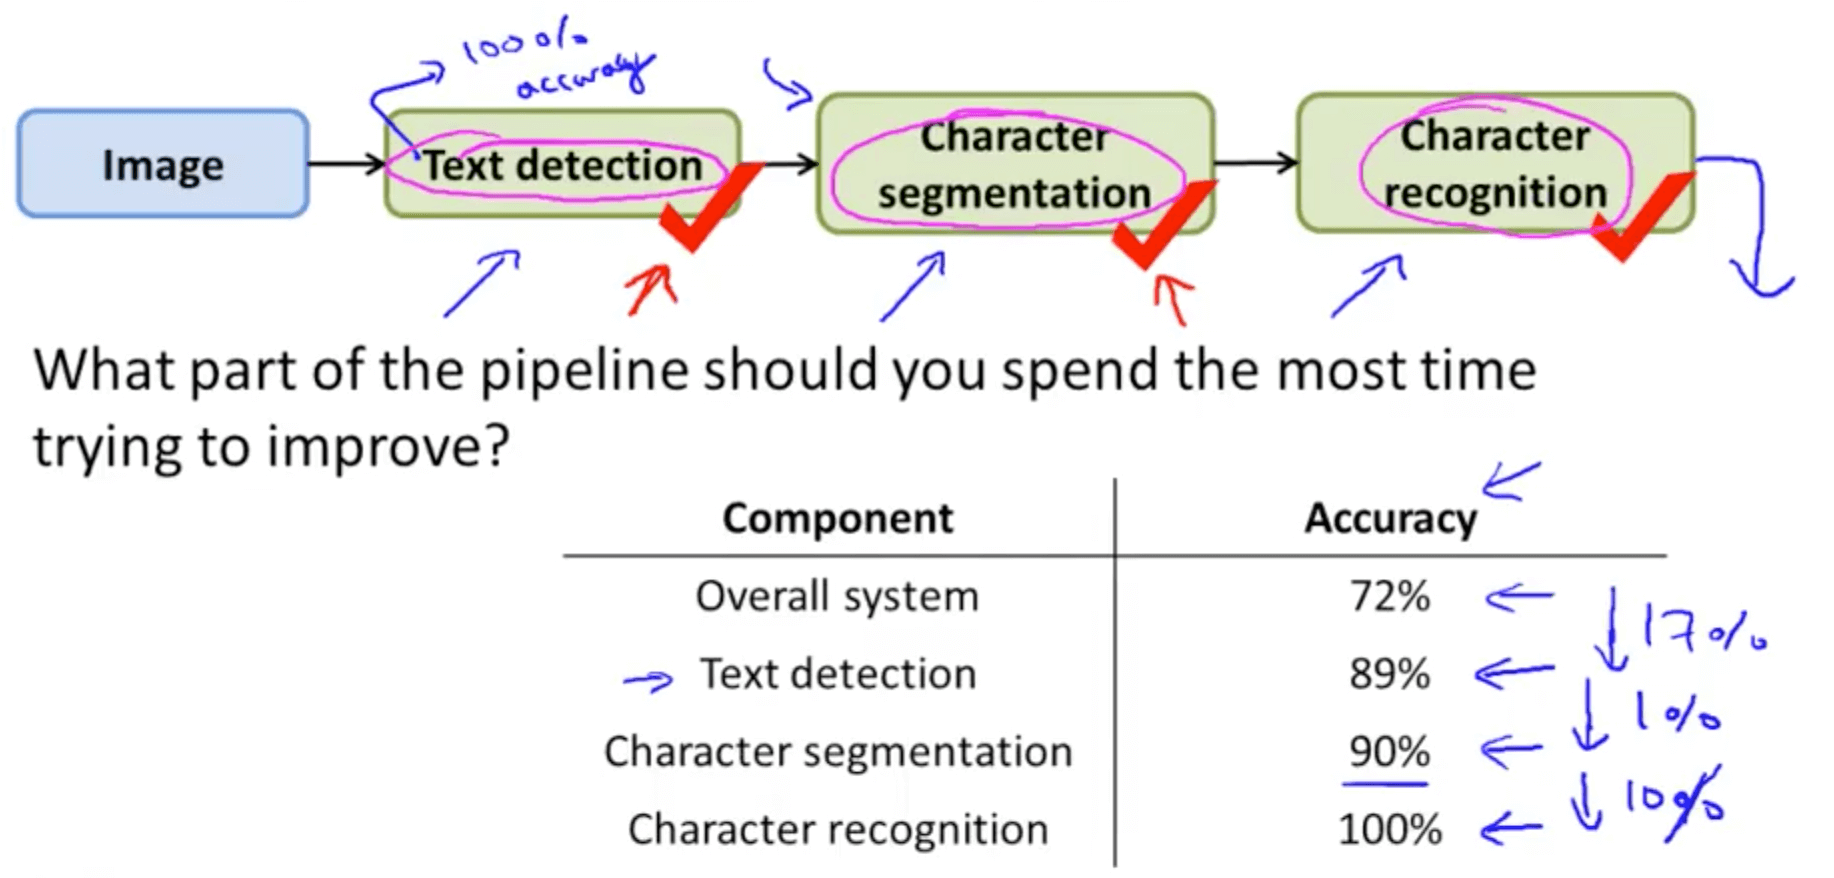 100%
accuracy
Image
Text detection
Character
segmentation
Character
recognition
What part of the pipeline should you spend the most time
trying to improve?
Component Accuracy
Overall system 72%
17%
Text detection 89%
1%
Character segmentation 90%
10%
Character recognition 100%